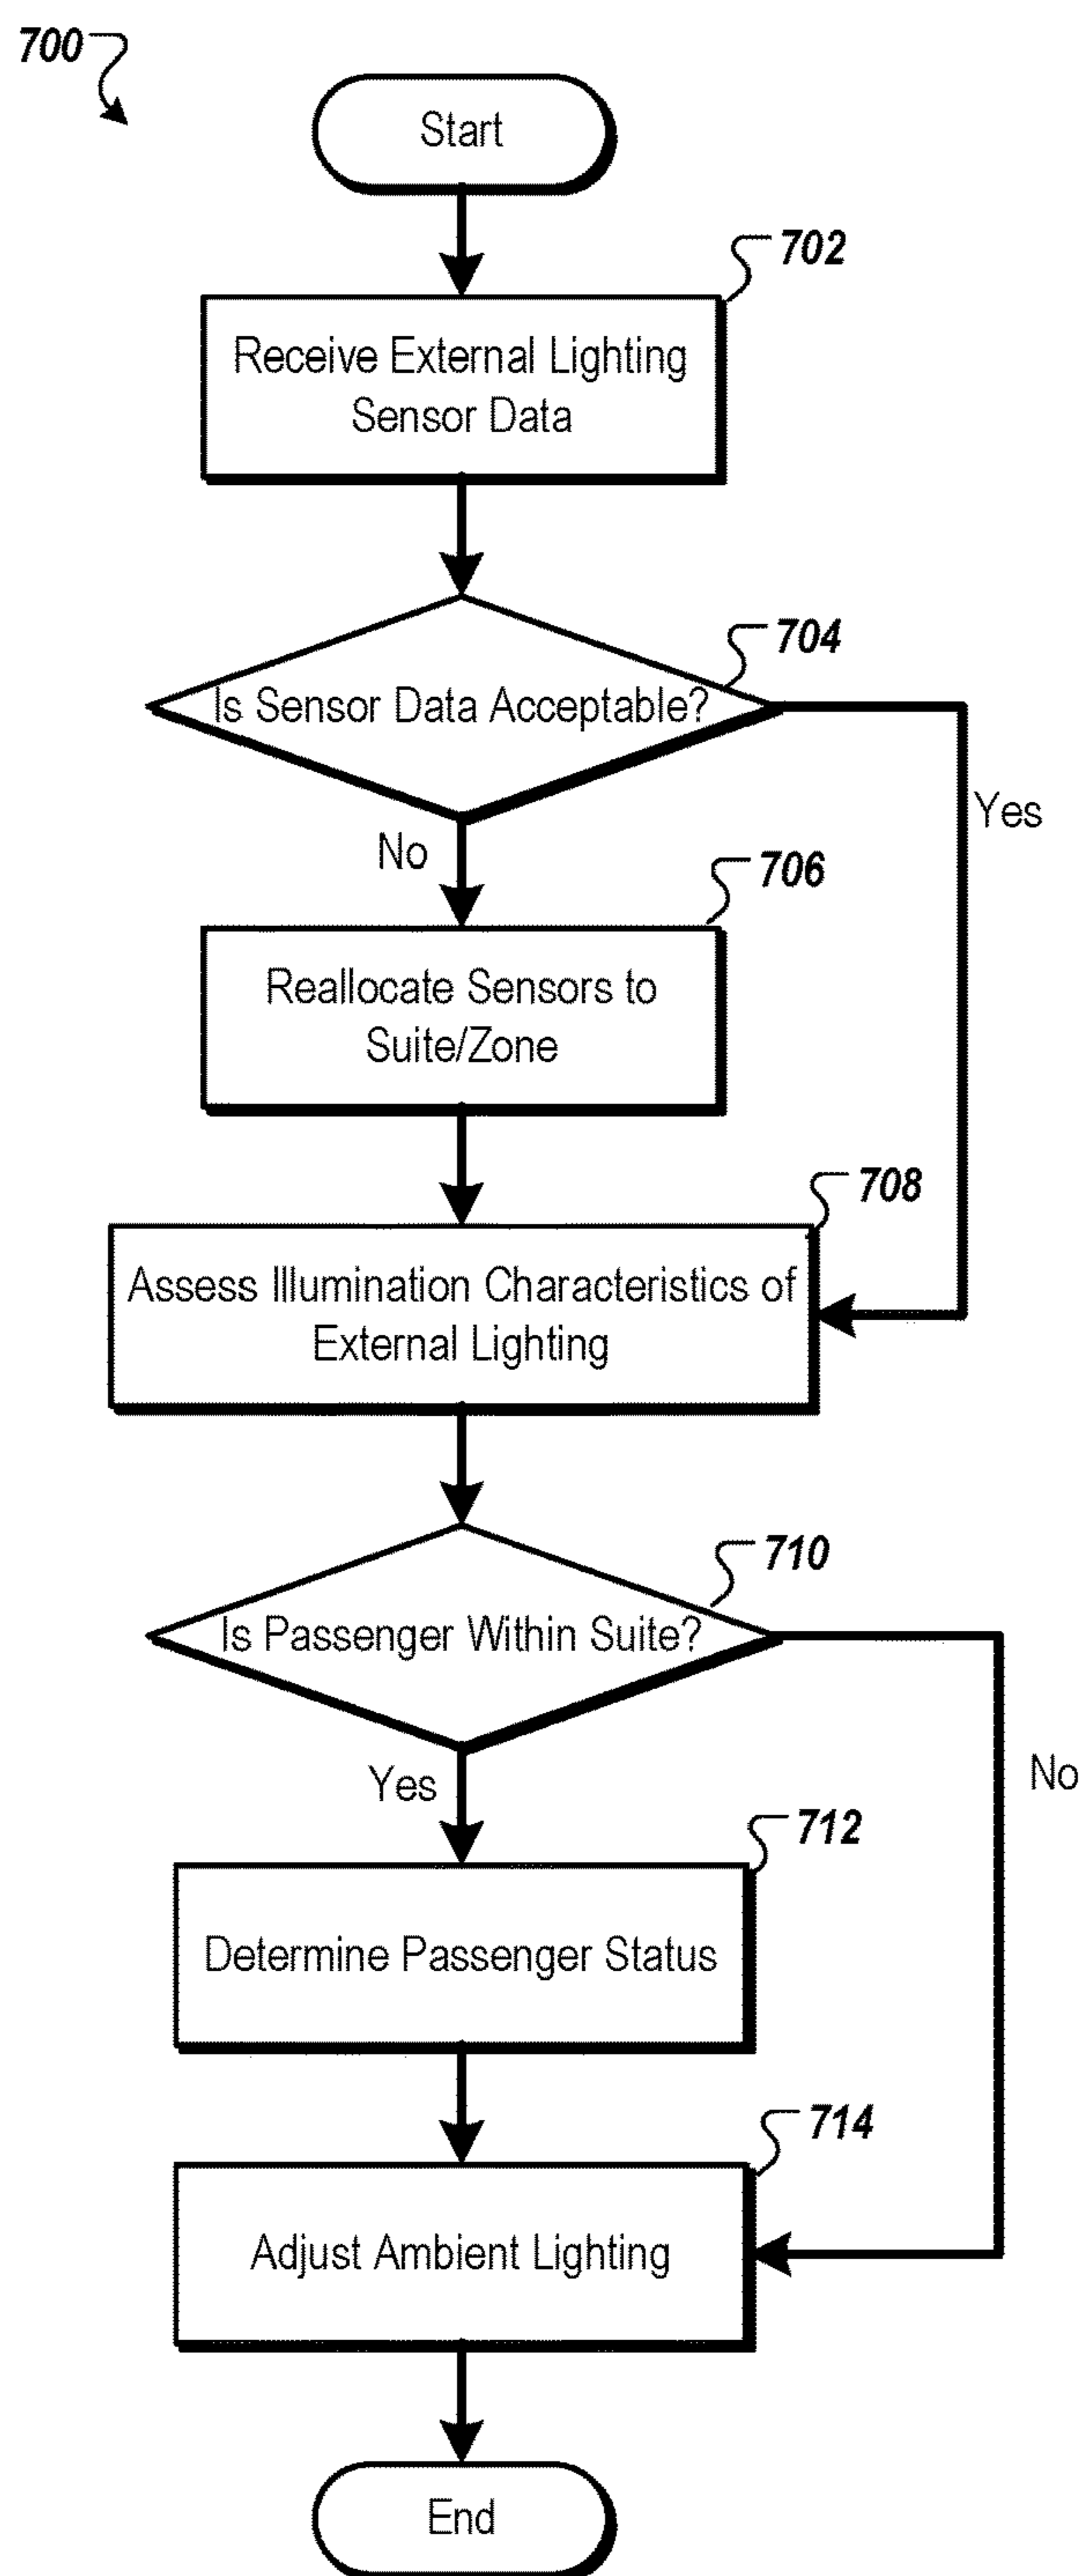 700
Start
702
Receive External Lighting
Sensor Data
704
Is Sensor Data Acceptable?
Yes
No
706
Reallocate Sensors to
Suite/Zone
708
Assess Illumination Characteristics of
External Lighting
710
Is Passenger Within Suite?
No
Yes
712
Determine Passenger Status
714
Adjust Ambient Lighting
End